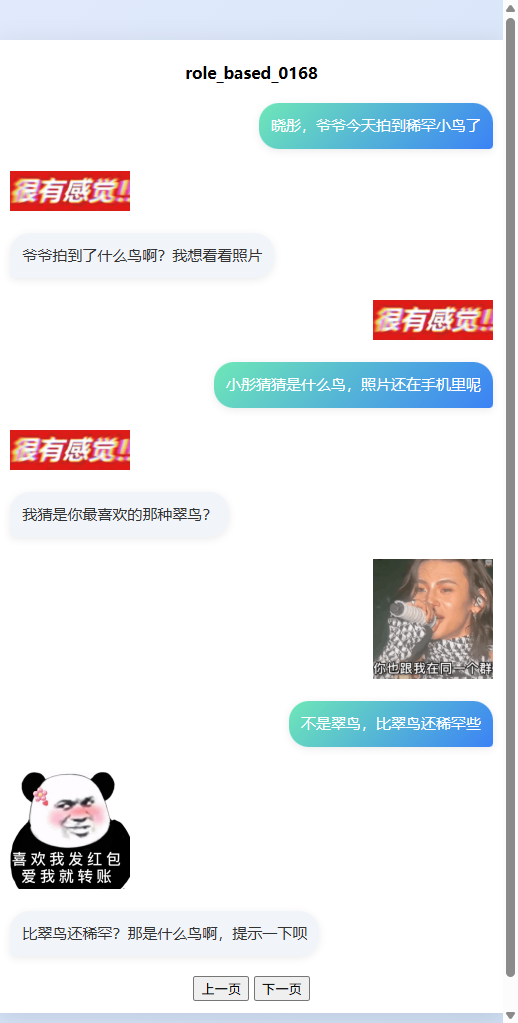 role_based_0168
晓彤，爷爷今天拍到稀罕小鸟了
很有感觉!!
爷爷拍到了什么鸟啊？我想看看照片
很有感觉!!
小彤猜猜是什么鸟，照片还在手机里呢
很有感觉!!
我猜是你最喜欢的那种翠鸟？
你也跟我在同一个群
不是翠鸟，比翠鸟还稀罕些
喜欢我发红包
爱我就转账
比翠鸟还稀罕？那是什么鸟啊，提示一下呗
上一页 下一页